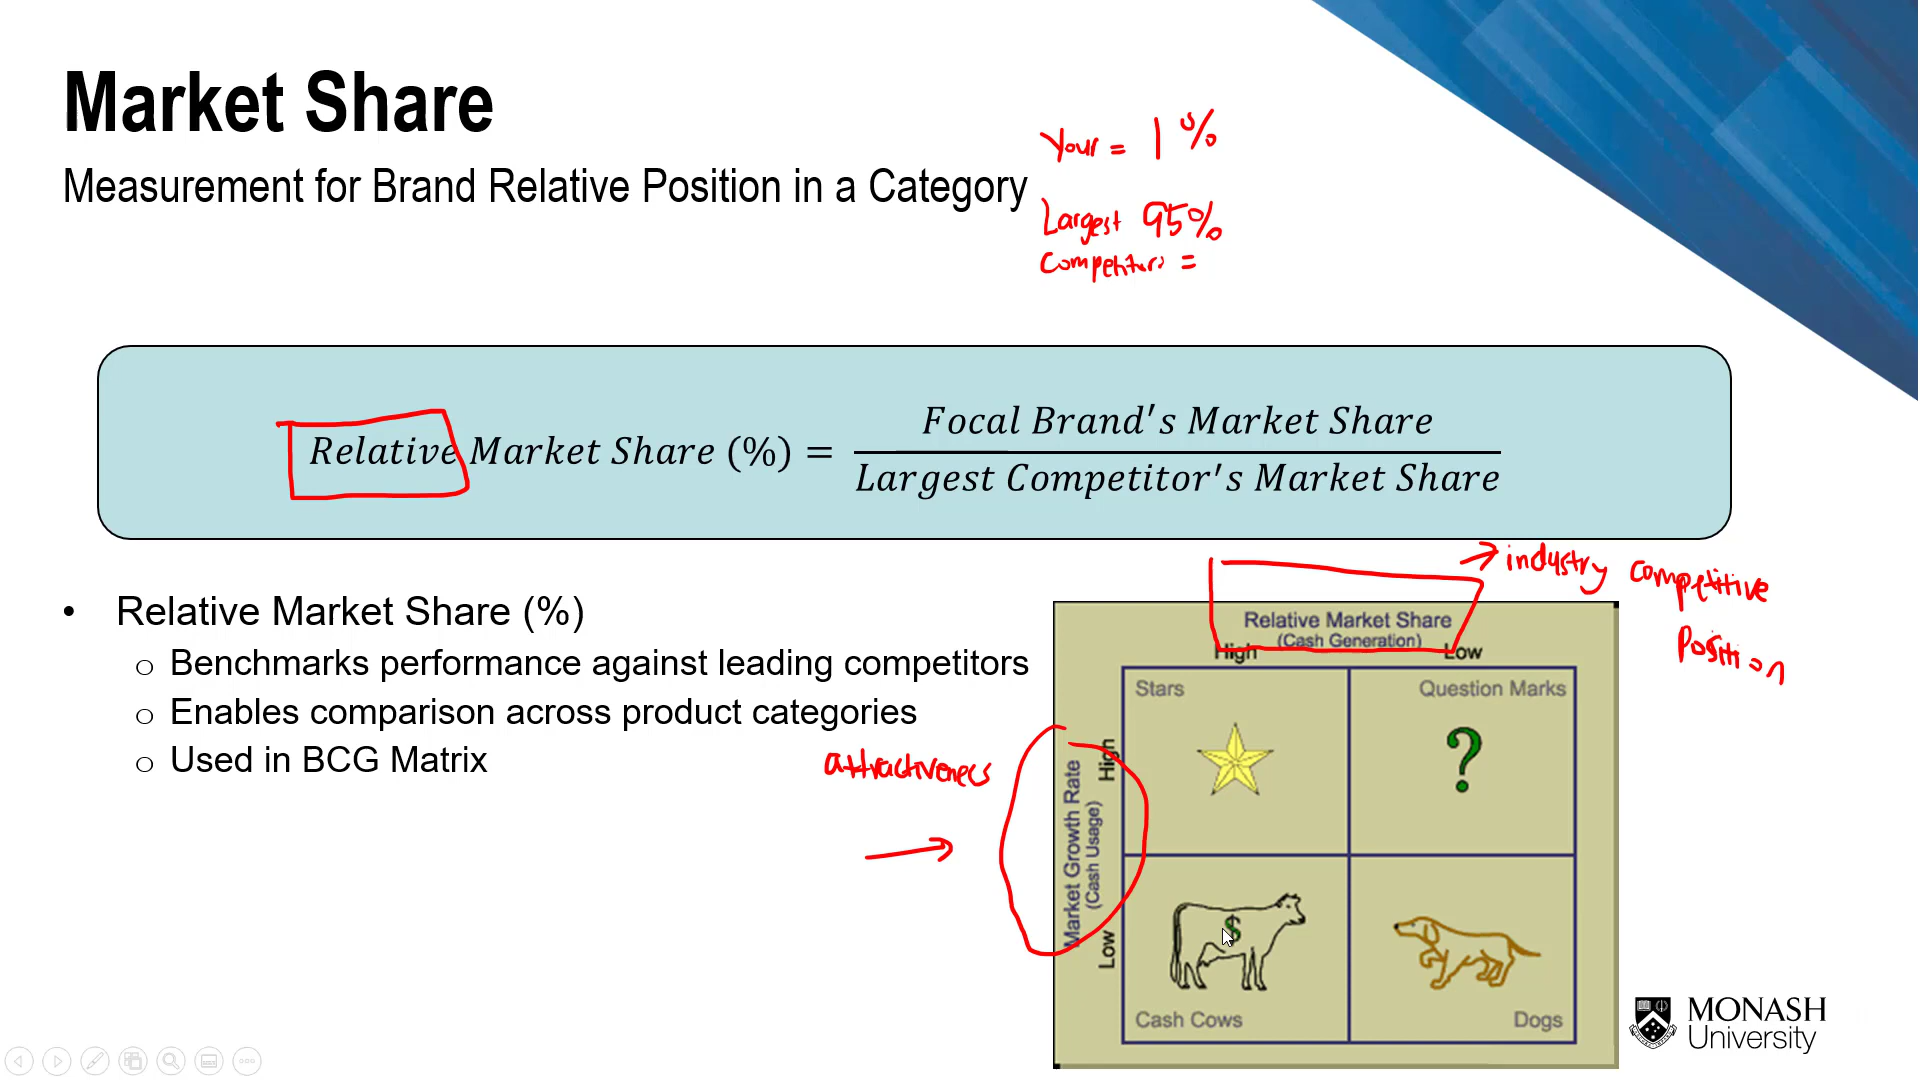 Market Share
Measurement for Brand Relative Position in a Category
Your = 1 %
Largest 95%
Competitors =
Relative Market Share (%) = Focal Brand's Market Share
Largest Competitor's Market Share
→ industry competitive
position
• Relative Market Share (%)
o Benchmarks performance against leading competitors
o Enables comparison across product categories
o Used in BCG Matrix
attractiveness
Relative Market Share
(Cash Generation)
High Low
Market Growth Rate
(Cash Usage)
High
Low
Stars
Question Marks
?
$
Cash Cows
Dogs
MONASH
University